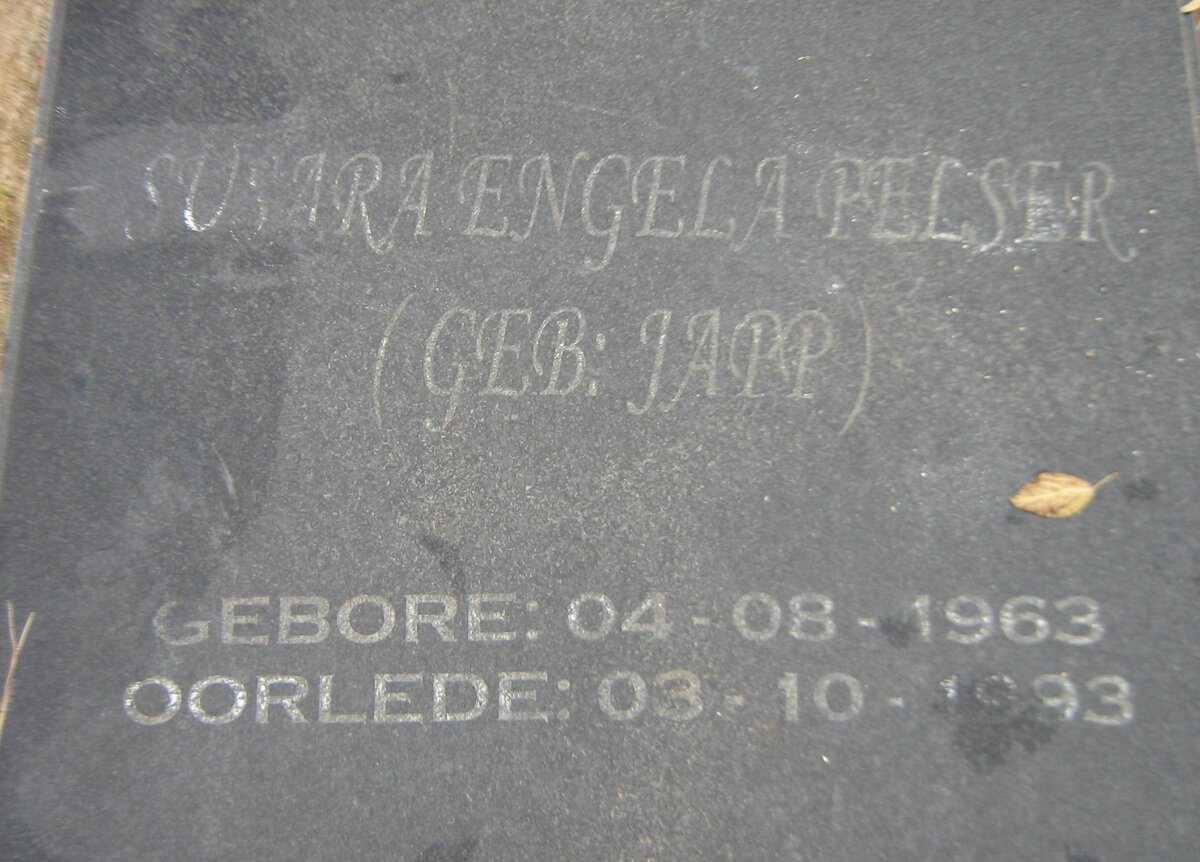 SUSARA ENGELA PELSER
(GEB: JAPP)
GEBORE: 04-08-1963
OORLEDE: 03-10-1993